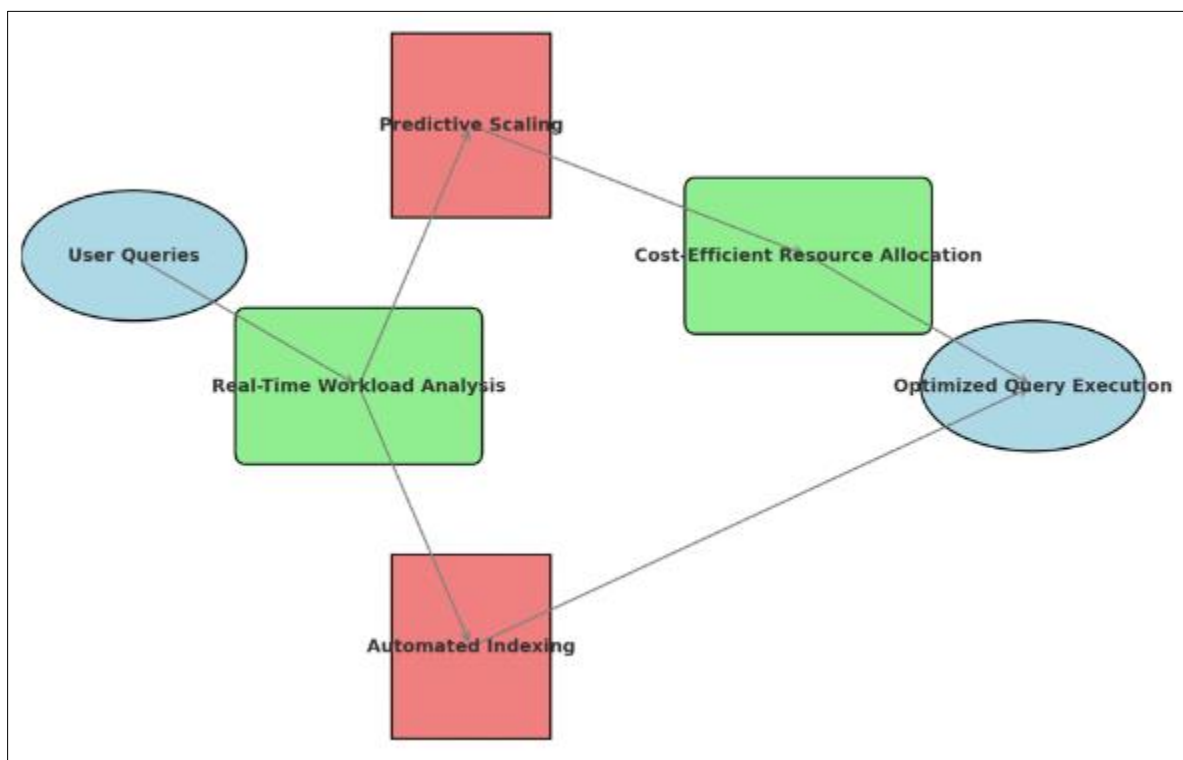 Predictive Scaling
User Queries
Cost-Efficient Resource Allocation
Real-Time Workload Analysis
Optimized Query Execution
Automated Indexing